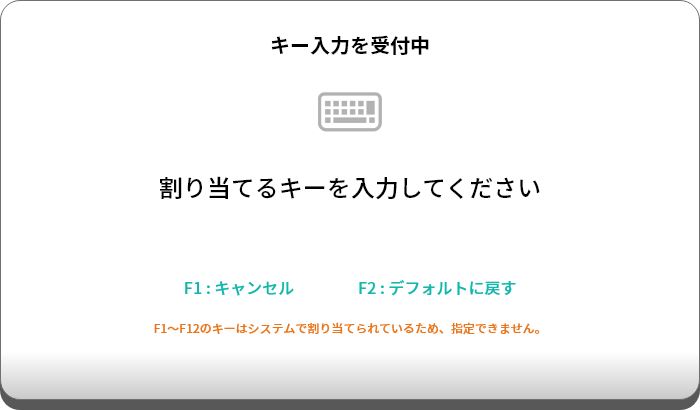 キー入力を受付中
割り当てるキーを入力してください
F1 : キャンセル
F2 : デフォルトに戻す
F1～F12のキーはシステムで割り当てられているため、指定できません。